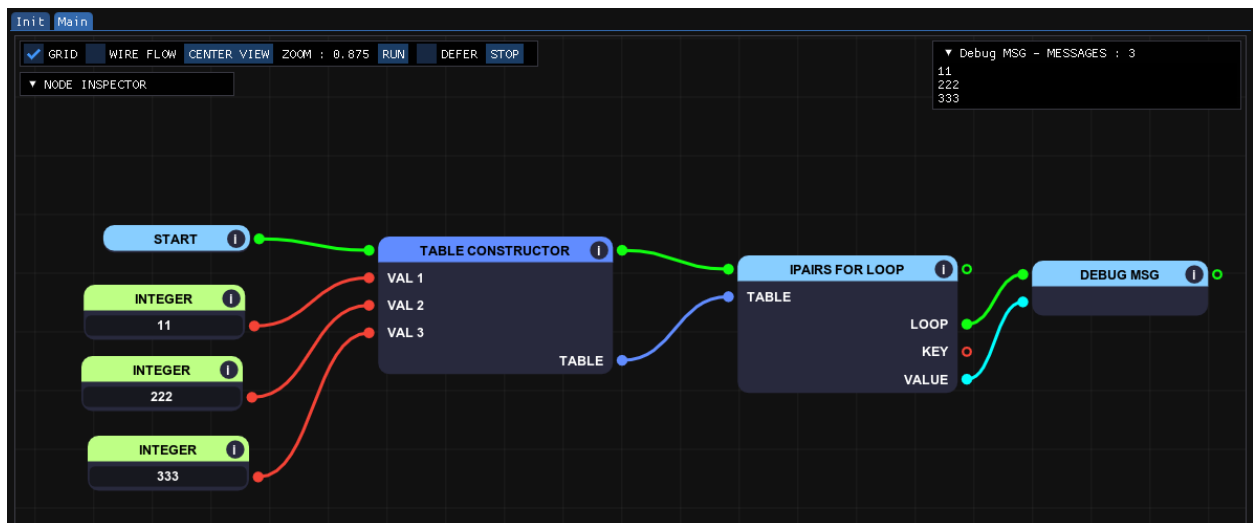 Init Main
GRID WIRE FLOW CENTER VIEW ZOOM : 0.875 RUN DEFER STOP
▼ NODE INSPECTOR
▼ Debug MSG - MESSAGES : 3
11
222
333
START i
INTEGER i
11
INTEGER i
222
INTEGER i
333
TABLE CONSTRUCTOR i
VAL 1
VAL 2
VAL 3
TABLE
IPAIRS FOR LOOP i
TABLE
LOOP
KEY
VALUE
DEBUG MSG i